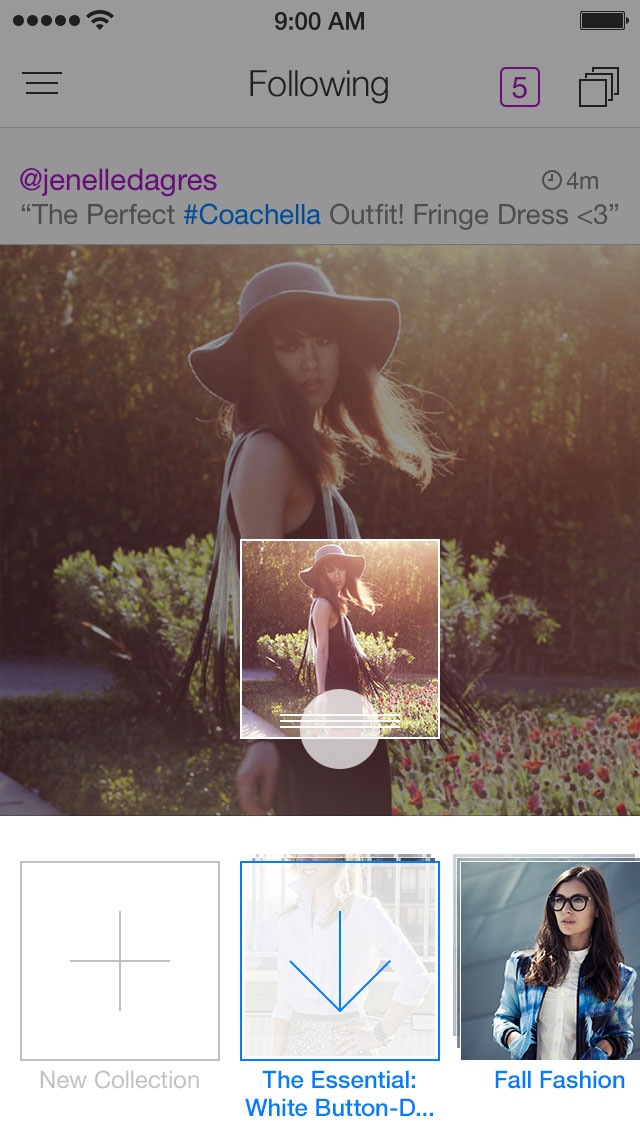 9:00 AM
Following
5
@jenelledagres
4m
“The Perfect #Coachella Outfit! Fringe Dress <3”
New Collection
The Essential:
White Button-D...
Fall Fashion